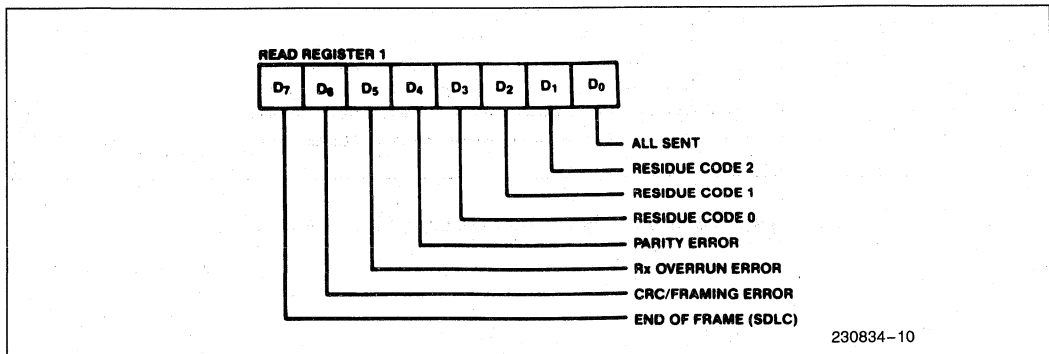 READ REGISTER 1
D7 D6 D5 D4 D3 D2 D1 D0
ALL SENT
RESIDUE CODE 2
RESIDUE CODE 1
RESIDUE CODE 0
PARITY ERROR
Rx OVERRUN ERROR
CRC/FRAMING ERROR
END OF FRAME (SDLC)
230834-10